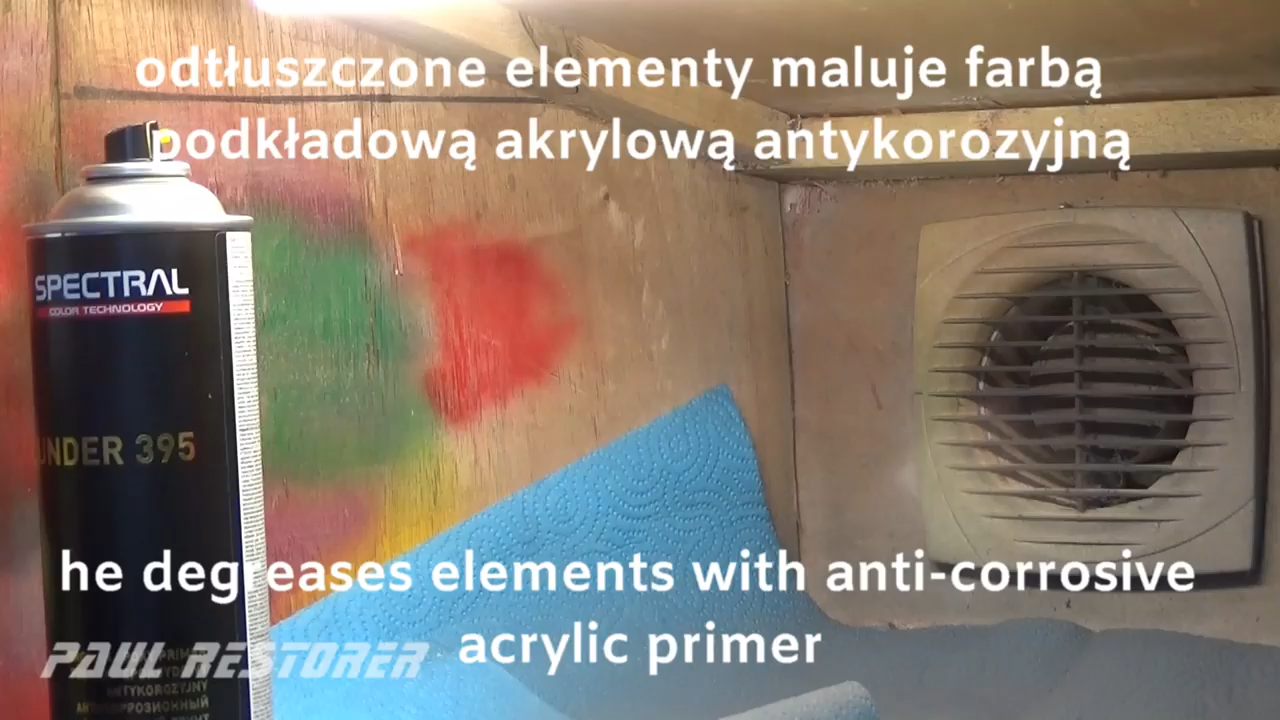 odtłuszczone elementy maluje farbą
podkładową akrylową antykorozyjną
SPECTRAL
COLOR TECHNOLOGY
UNDER 395
he degreases elements with anti-corrosive
acrylic primer
PAUL RESTORER
ANTYKOROZYJNY